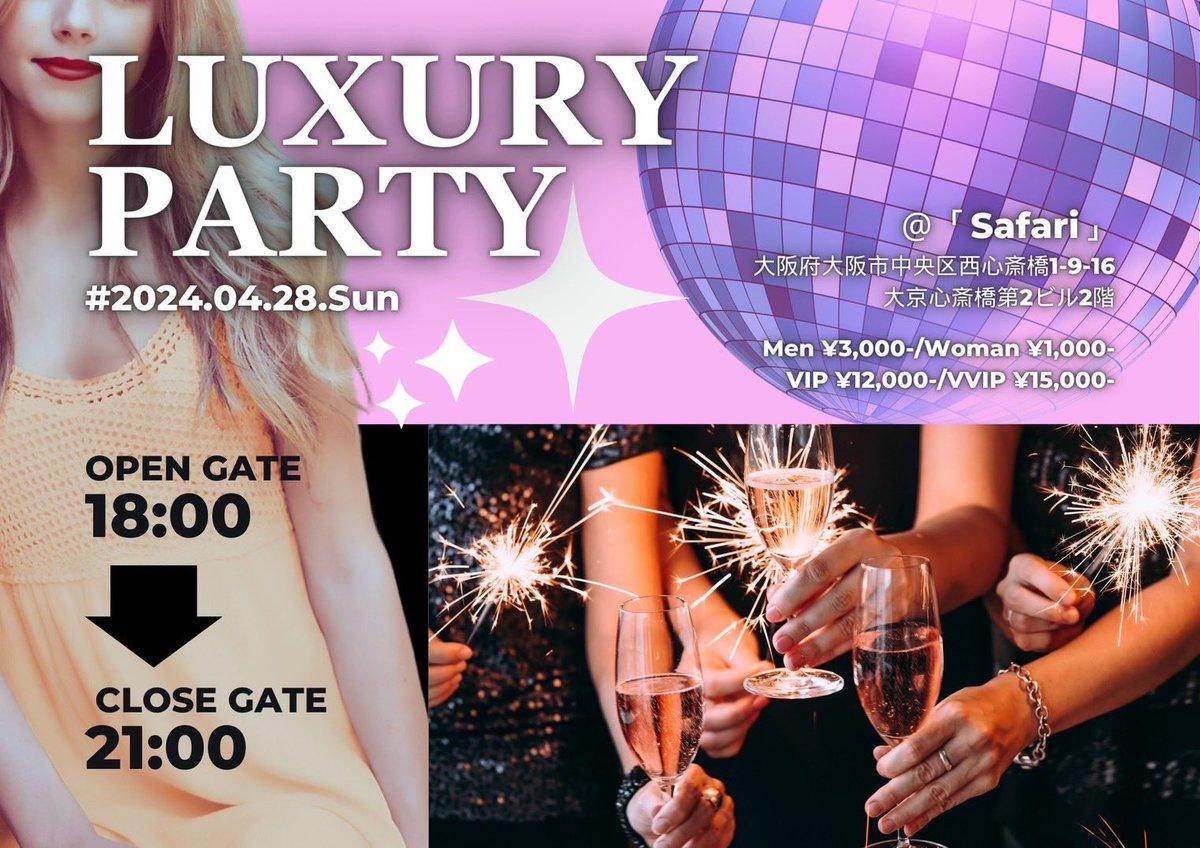 LUXURY
PARTY
#2024.04.28.Sun
@「Safari」
大阪府大阪市中央区西心斎橋1-9-16
大京心斎橋第2ビル2階
Men ¥3,000-/Woman ¥1,000-
VIP ¥12,000-/VVIP ¥15,000-
OPEN GATE
18:00
CLOSE GATE
21:00